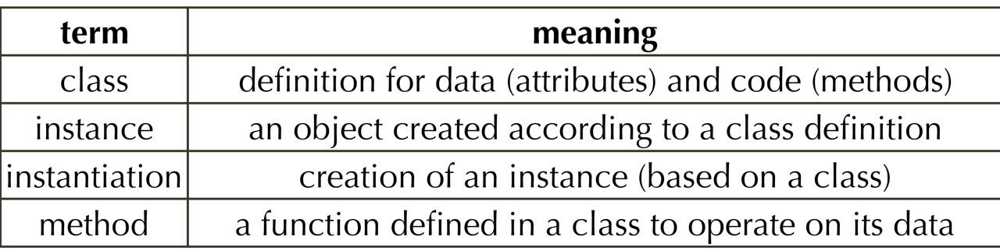 term meaning
class definition for data (attributes) and code (methods)
instance an object created according to a class definition
instantiation creation of an instance (based on a class)
method a function defined in a class to operate on its data